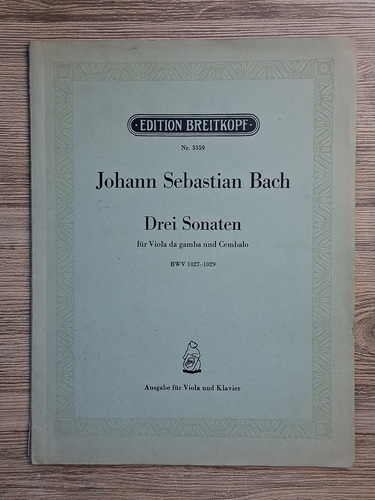 · EDITION BREITKOPF ·
Nr. 3359
Johann Sebastian Bach
Drei Sonaten
für Viola da gamba und Cembalo
BWV 1027-1029
Ausgabe für Viola und Klavier